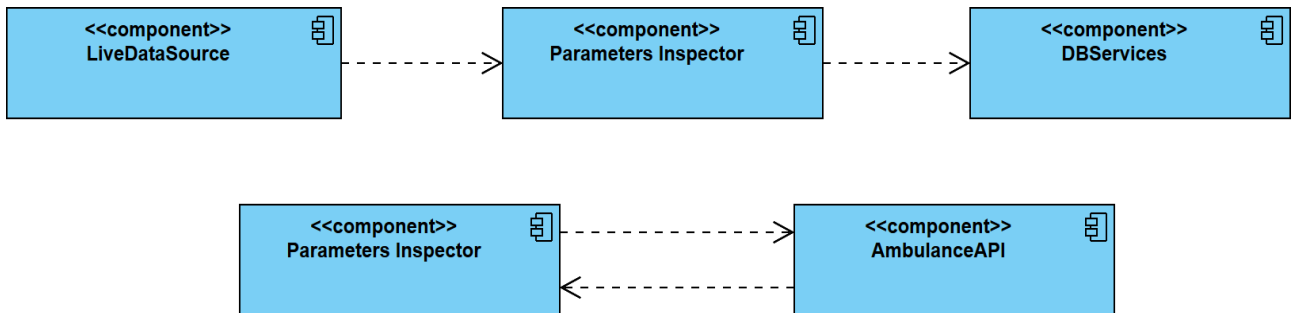 <<component>>
LiveDataSource
<<component>>
Parameters Inspector
<<component>>
DBServices
<<component>>
Parameters Inspector
<<component>>
AmbulanceAPI